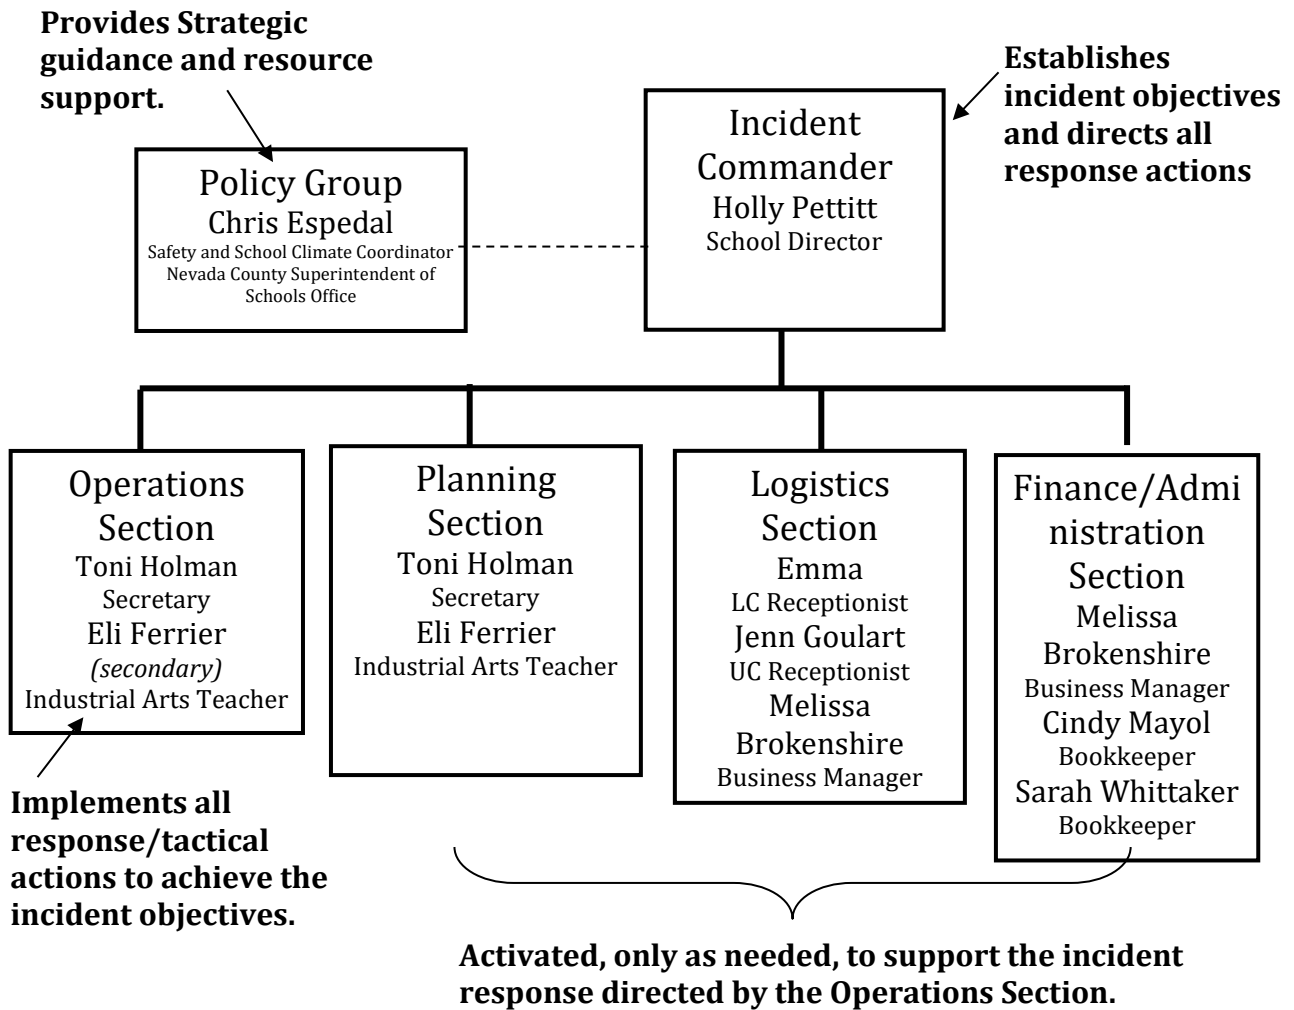 Provides Strategic
guidance and resource
support.
Establishes
incident objectives
and directs all
response actions
Incident
Commander
Holly Pettitt
School Director
Policy Group
Chris Espedal
Safety and School Climate Coordinator
Nevada County Superintendent of
Schools Office
Operations
Section
Toni Holman
Secretary
Eli Ferrier
(secondary)
Industrial Arts Teacher
Planning
Section
Toni Holman
Secretary
Eli Ferrier
Industrial Arts Teacher
Logistics
Section
Emma
LC Receptionist
Jenn Goulart
UC Receptionist
Melissa
Brokenshire
Business Manager
Finance/Admi
nistration
Section
Melissa
Brokenshire
Business Manager
Cindy Mayol
Bookkeeper
Sarah Whittaker
Bookkeeper
Implements all
response/tactical
actions to achieve the
incident objectives.
Activated, only as needed, to support the incident
response directed by the Operations Section.